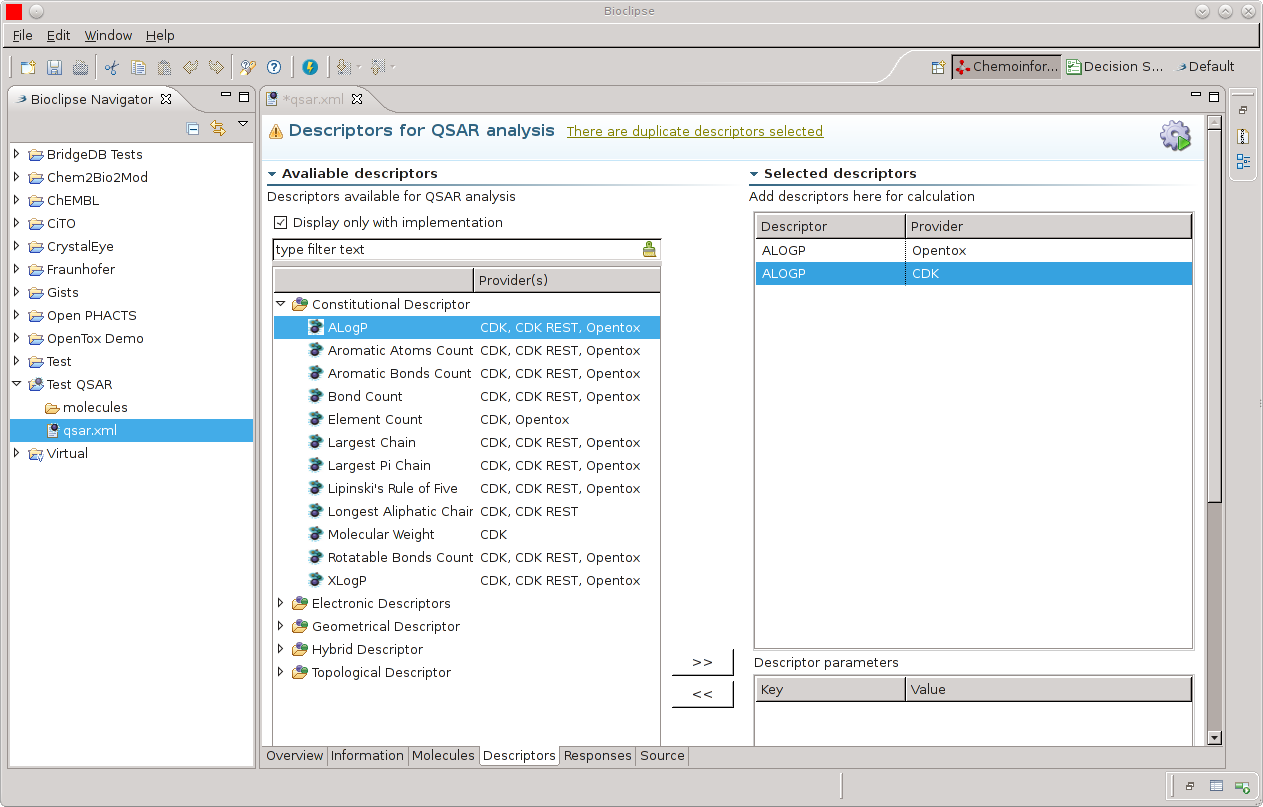 Bioclipse
File Edit Window Help
Chemoinfor... Decision S... Default
Bioclipse Navigator
BridgeDB Tests
Chem2Bio2Mod
ChEMBL
CiTO
CrystalEye
Fraunhofer
Gists
Open PHACTS
OpenTox Demo
Test
Test QSAR
molecules
qsar.xml
Virtual
*qsar.xml
Descriptors for QSAR analysis There are duplicate descriptors selected
Avaliable descriptors
Descriptors available for QSAR analysis
Display only with implementation
type filter text
Provider(s)
Constitutional Descriptor
ALogP CDK, CDK REST, Opentox
Aromatic Atoms Count CDK, CDK REST, Opentox
Aromatic Bonds Count CDK, CDK REST, Opentox
Bond Count CDK, CDK REST, Opentox
Element Count CDK, Opentox
Largest Chain CDK, CDK REST, Opentox
Largest Pi Chain CDK, CDK REST, Opentox
Lipinski's Rule of Five CDK, CDK REST, Opentox
Longest Aliphatic Chair CDK, CDK REST
Molecular Weight CDK
Rotatable Bonds Count CDK, CDK REST, Opentox
XLogP CDK, CDK REST, Opentox
Electronic Descriptors
Geometrical Descriptor
Hybrid Descriptor
Topological Descriptor
>>
<<
Selected descriptors
Add descriptors here for calculation
Descriptor Provider
ALOGP Opentox
ALOGP CDK
Descriptor parameters
Key Value
Overview Information Molecules Descriptors Responses Source